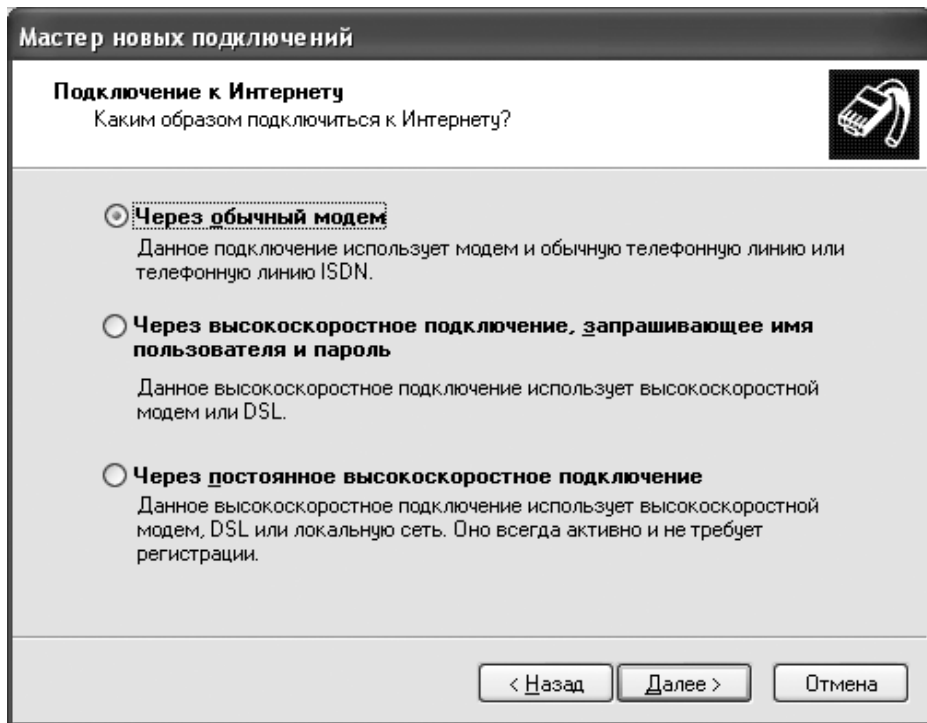 Мастер новых подключений
Подключение к Интернету
Каким образом подключиться к Интернету?
Через обычный модем
Данное подключение использует модем и обычную телефонную линию или
телефонную линию ISDN.
Через высокоскоростное подключение, запрашивающее имя
пользователя и пароль
Данное высокоскоростное подключение использует высокоскоростной
модем или DSL.
Через постоянное высокоскоростное подключение
Данное высокоскоростное подключение использует высокоскоростной
модем, DSL или локальную сеть. Оно всегда активно и не требует
регистрации.
< Назад Далее > Отмена